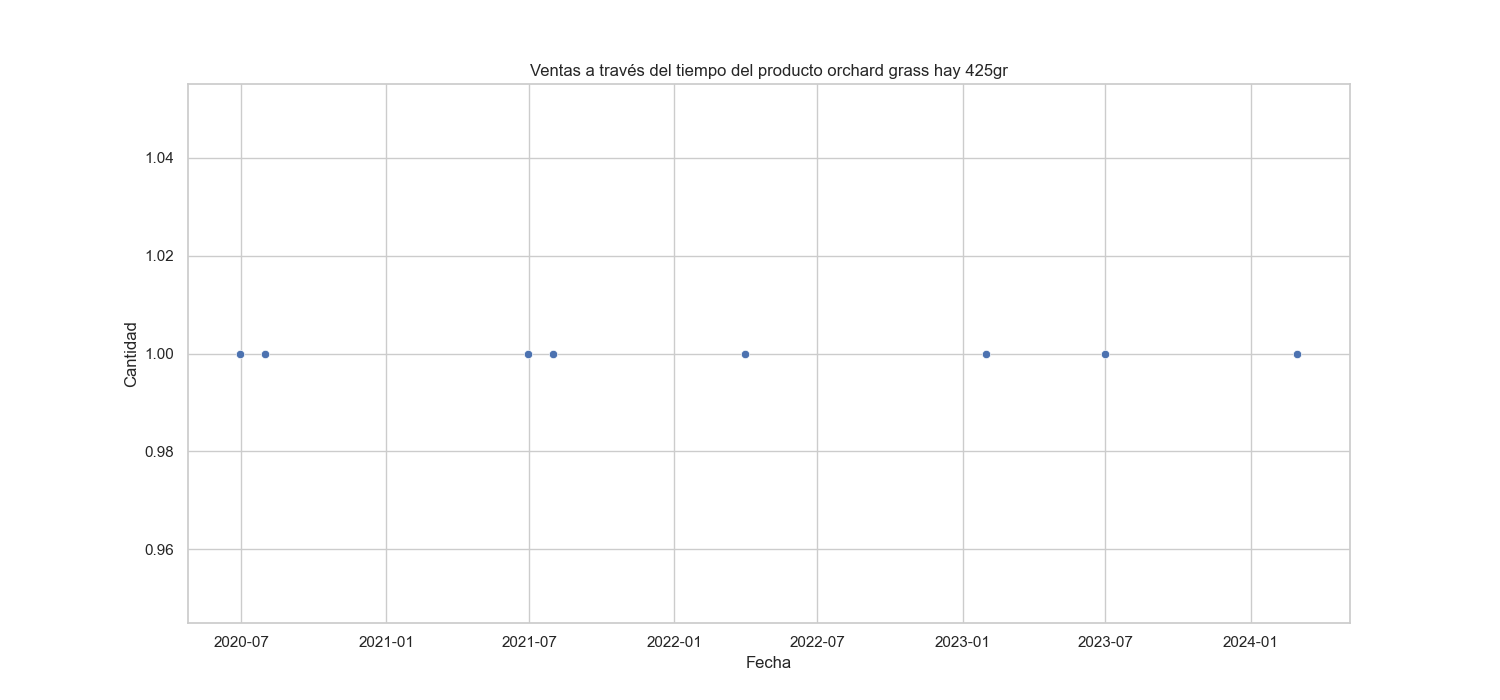 Ventas a través del tiempo del producto orchard grass hay 425gr
1.04
1.02
1.00
0.98
0.96
Cantidad
2020-07 2021-01 2021-07 2022-01 2022-07 2023-01 2023-07 2024-01
Fecha